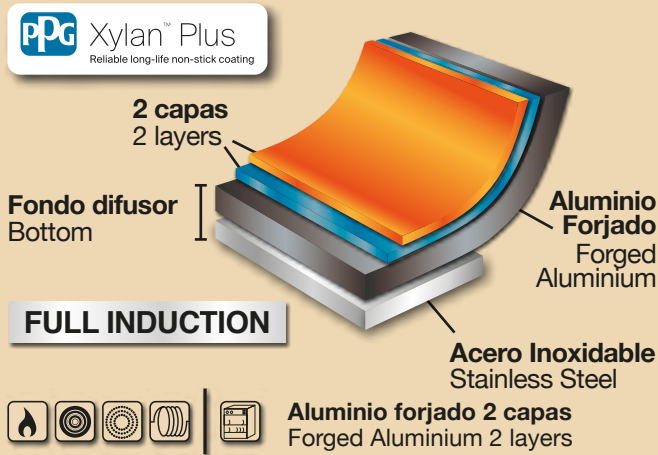 PPG Xylan™ Plus
Reliable long-life non-stick coating
2 capas
2 layers
Fondo difusor
Bottom
Aluminio
Forjado
Forged
Aluminium
FULL INDUCTION
Acero Inoxidable
Stainless Steel
Aluminio forjado 2 capas
Forged Aluminium 2 layers